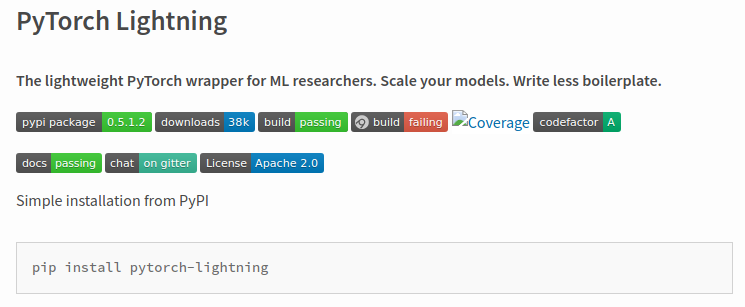 PyTorch Lightning
The lightweight PyTorch wrapper for ML researchers. Scale your models. Write less boilerplate.
pypi package 0.5.1.2 downloads 38k build passing build failing Coverage codefactor A
docs passing chat on gitter License Apache 2.0
Simple installation from PyPI
pip install pytorch-lightning